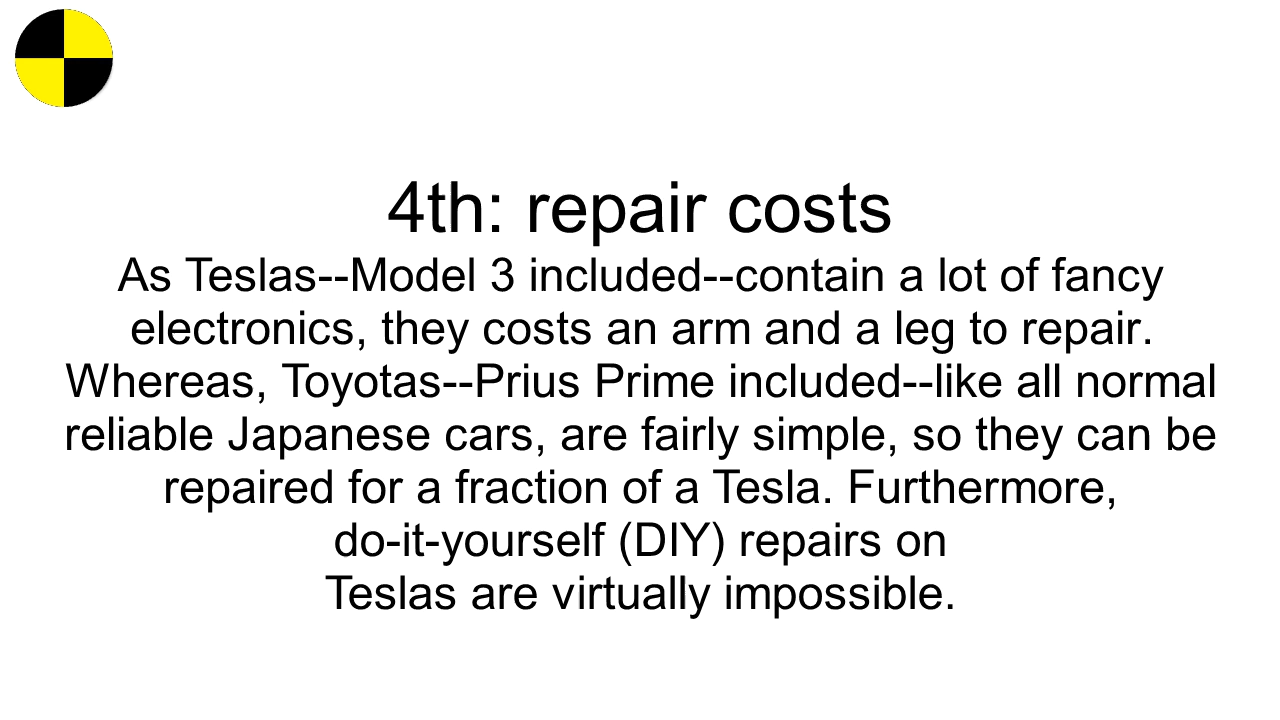 4th: repair costs
As Teslas--Model 3 included--contain a lot of fancy
electronics, they costs an arm and a leg to repair.
Whereas, Toyotas--Prius Prime included--like all normal
reliable Japanese cars, are fairly simple, so they can be
repaired for a fraction of a Tesla. Furthermore,
do-it-yourself (DIY) repairs on
Teslas are virtually impossible.